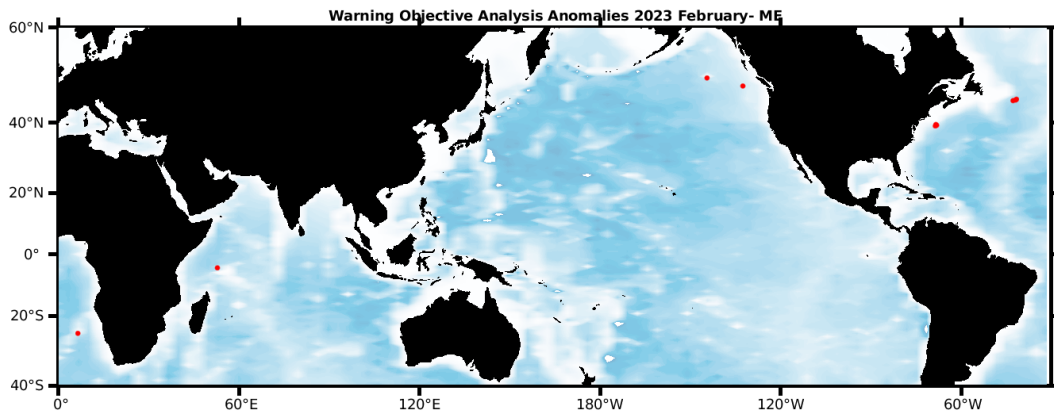 Warning Objective Analysis Anomalies 2023 February- ME
60°N
40°N
20°N
0°
20°S
40°S
0° 60°E 120°E 180° 120°W 60°W